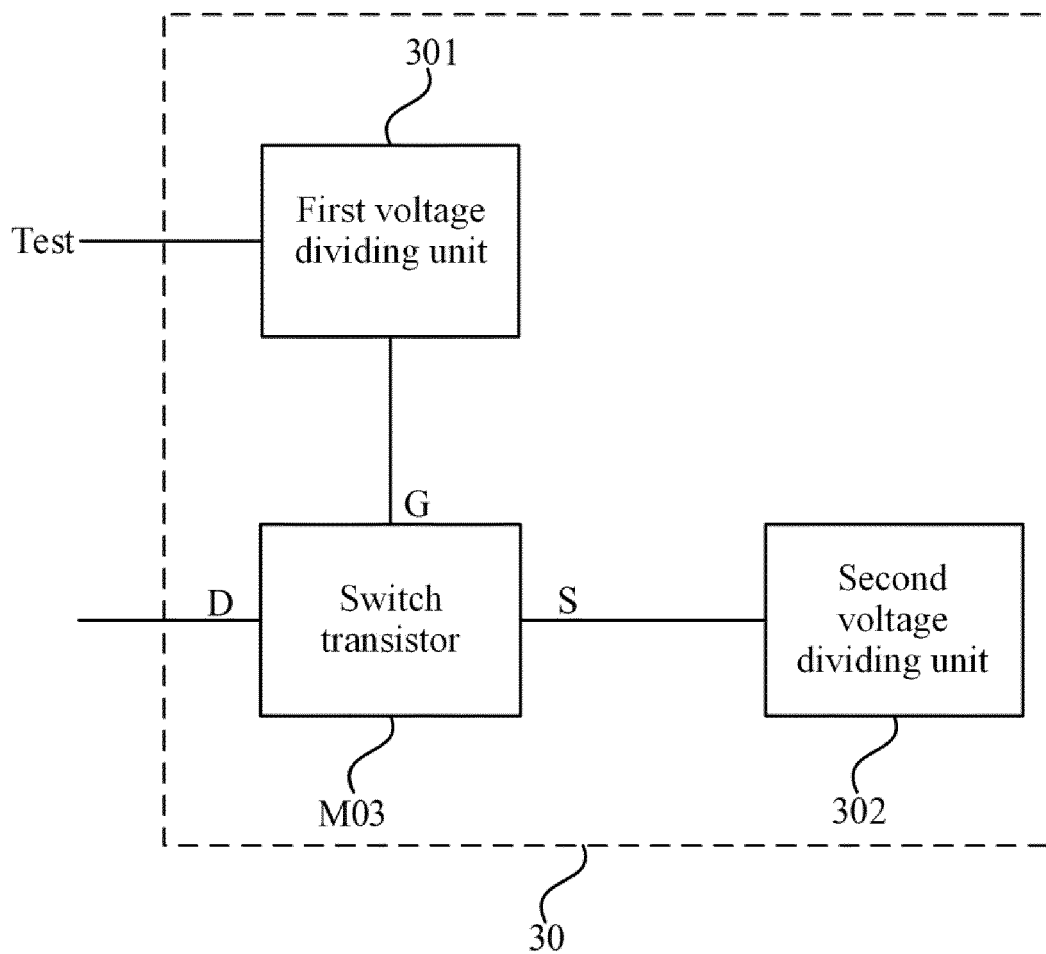 301
First voltage
dividing unit
Test
G
D
Switch
transistor
S
Second
voltage
dividing unit
M03
302
30